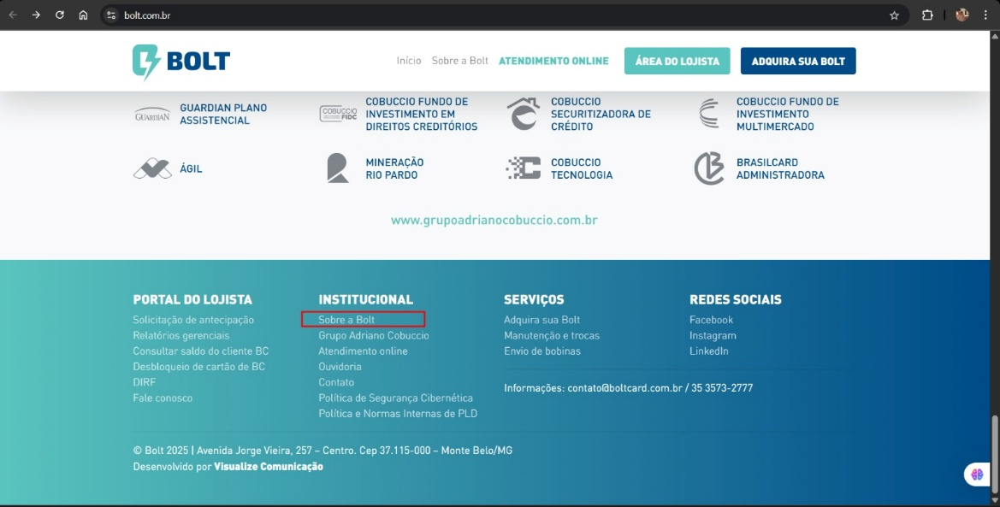 bolt.com.br
BOLT
Início
Sobre a Bolt
ATENDIMENTO ONLINE
ÁREA DO LOJISTA
ADQUIRA SUA BOLT
GUARDIAN
GUARDIAN PLANO
ASSISTENCIAL
COBUCCIO
FIDC
COBUCCIO FUNDO DE
INVESTIMENTO EM
DIREITOS CREDITÓRIOS
COBUCCIO
SECURITIZADORA DE
CRÉDITO
COBUCCIO FUNDO DE
INVESTIMENTO
MULTIMERCADO
ÁGIL
MINERAÇÃO
RIO PARDO
COBUCCIO
TECNOLOGIA
BRASILCARD
ADMINISTRADORA
www.grupoadrianocobuccio.com.br
PORTAL DO LOJISTA
Solicitação de antecipação
Relatórios gerenciais
Consultar saldo do cliente BC
Desbloqueio de cartão de BC
DIRF
Fale conosco
INSTITUCIONAL
Sobre a Bolt
Grupo Adriano Cobuccio
Atendimento online
Ouvidoria
Contato
Política de Segurança Cibernética
Política e Normas Internas de PLD
SERVIÇOS
Adquira sua Bolt
Manutenção e trocas
Envio de bobinas
REDES SOCIAIS
Facebook
Instagram
LinkedIn
Informações: contato@boltcard.com.br / 35 3573-2777
© Bolt 2025 | Avenida Jorge Vieira, 257 – Centro. Cep 37.115-000 – Monte Belo/MG
Desenvolvido por Visualize Comunicação